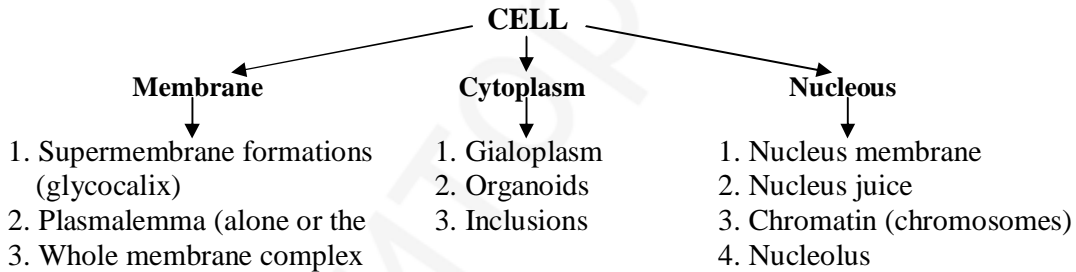 CELL
Membrane
1. Supermembrane formations
(glycocalix)
2. Plasmalemma (alone or the
3. Whole membrane complex
Cytoplasm
1. Gialoplasm
2. Organoids
3. Inclusions
Nucleous
1. Nucleus membrane
2. Nucleus juice
3. Chromatin (chromosomes)
4. Nucleolus